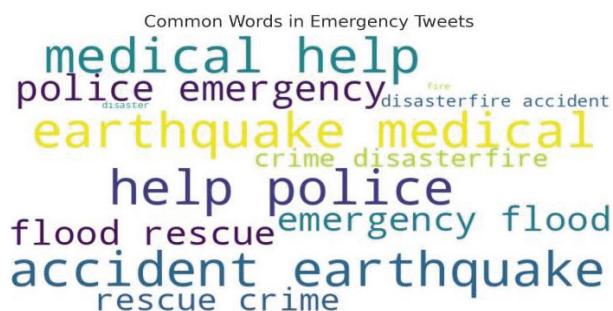 Common Words in Emergency Tweets
medical help
police emergency
fire
disaster
disasterfire accident
earthquake medical
crime disasterfire
help police
emergency flood
flood rescue
accident earthquake
rescue crime